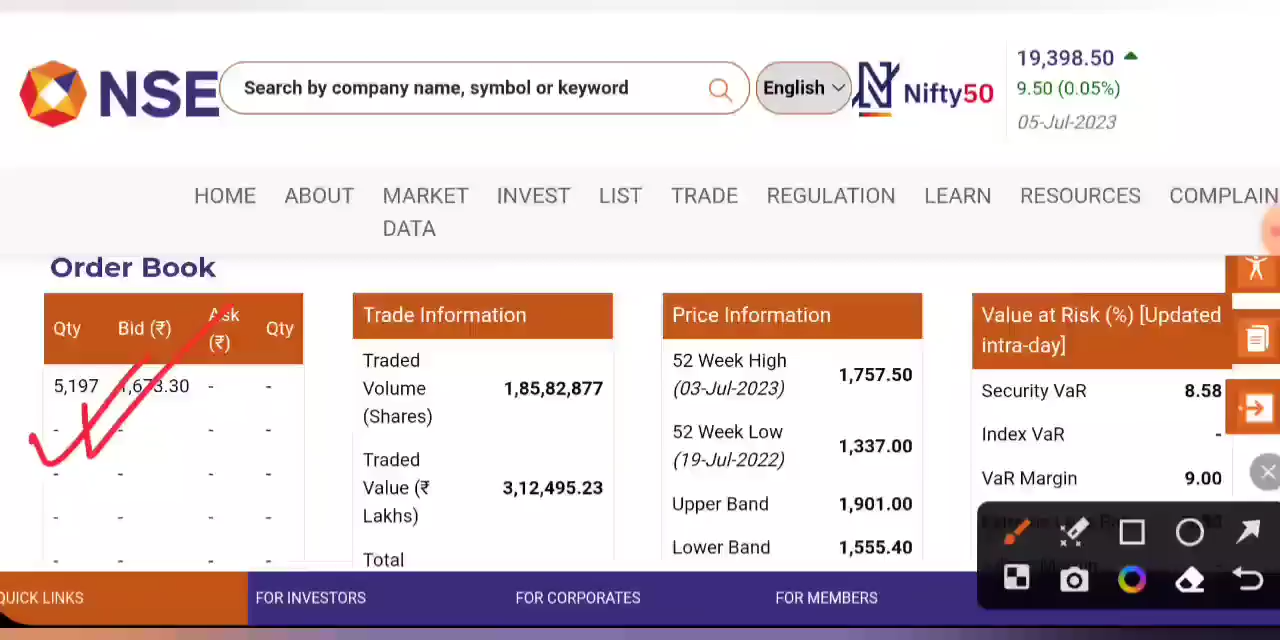 NSE
Search by company name, symbol or keyword
English
Nifty50
19,398.50
9.50 (0.05%)
05-Jul-2023
HOME ABOUT MARKET DATA INVEST LIST TRADE REGULATION LEARN RESOURCES COMPLAIN
Order Book
Qty Bid (₹) Ask (₹) Qty
5,197 1,673.30 - -
- - - -
- - - -
- - - -
- - - -
Trade Information
Traded Volume (Shares) 1,85,82,877
Traded Value (₹ Lakhs) 3,12,495.23
Total
Price Information
52 Week High (03-Jul-2023) 1,757.50
52 Week Low (19-Jul-2022) 1,337.00
Upper Band 1,901.00
Lower Band 1,555.40
Value at Risk (%) [Updated intra-day]
Security VaR 8.58
Index VaR -
VaR Margin 9.00
QUICK LINKS
FOR INVESTORS
FOR CORPORATES
FOR MEMBERS